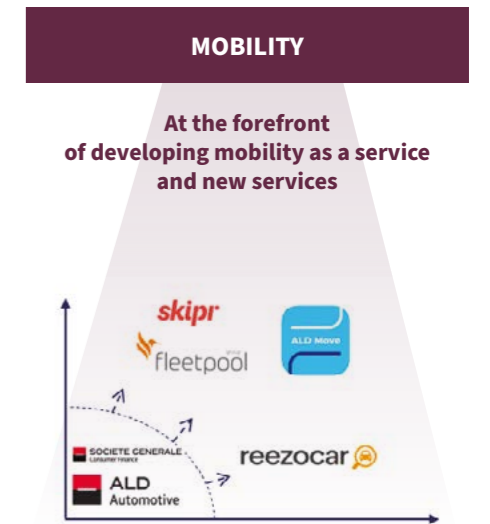 MOBILITY
At the forefront
of developing mobility as a service
and new services
skipr
fleetpool
ALD Move
SOCIETE GENERALE
Consumer Finance
ALD
Automotive
reezocar